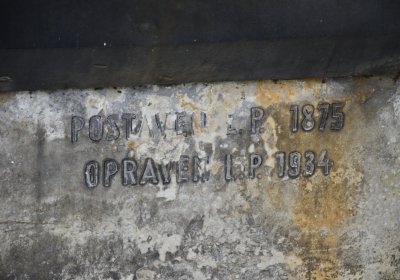 POSTAVEN L.P. 1875
OPRAVEN L.P. 1934